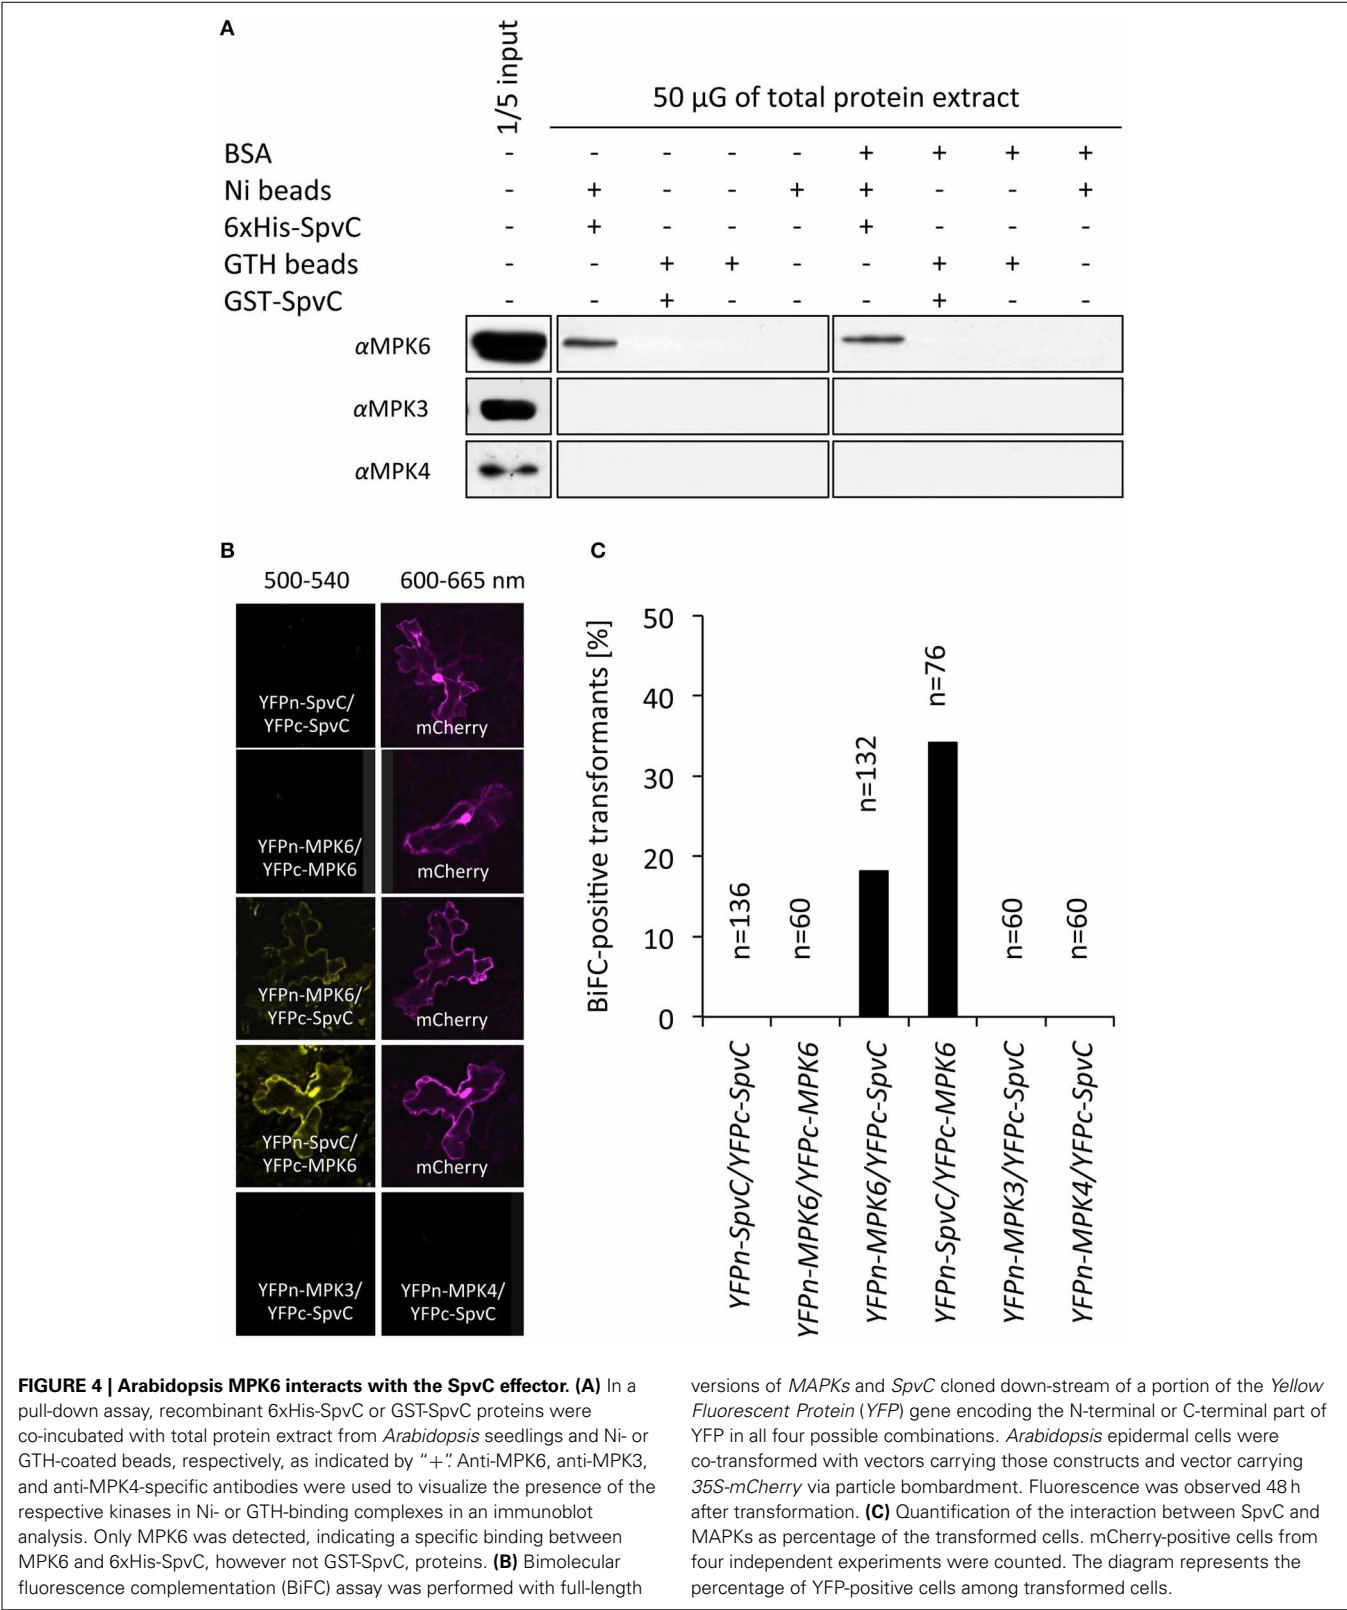 A
1/5 input
50 µG of total protein extract
BSA - - - - - + + + +
Ni beads - + - - + + - - +
6xHis-SpvC - + - - - + - - -
GTH beads - - + + - - + + -
GST-SpvC - - + - - - + - -
αMPK6
αMPK3
αMPK4
B
500-540 600-665 nm
YFPn-SpvC/
YFPc-SpvC
mCherry
YFPn-MPK6/
YFPc-MPK6
mCherry
YFPn-MPK6/
YFPc-SpvC
mCherry
YFPn-SpvC/
YFPc-MPK6
mCherry
YFPn-MPK3/
YFPc-SpvC
YFPn-MPK4/
YFPc-SpvC
C
BiFC-positive transformants [%]
50
40
30
20
10
0
n=136
n=60
n=132
n=76
n=60
n=60
YFPn-SpvC/YFPc-SpvC
YFPn-MPK6/YFPc-MPK6
YFPn-MPK6/YFPc-SpvC
YFPn-SpvC/YFPc-MPK6
YFPn-MPK3/YFPc-SpvC
YFPn-MPK4/YFPc-SpvC
FIGURE 4 | Arabidopsis MPK6 interacts with the SpvC effector. (A) In a
pull-down assay, recombinant 6xHis-SpvC or GST-SpvC proteins were
co-incubated with total protein extract from Arabidopsis seedlings and Ni- or
GTH-coated beads, respectively, as indicated by “+”. Anti-MPK6, anti-MPK3,
and anti-MPK4-specific antibodies were used to visualize the presence of the
respective kinases in Ni- or GTH-binding complexes in an immunoblot
analysis. Only MPK6 was detected, indicating a specific binding between
MPK6 and 6xHis-SpvC, however not GST-SpvC, proteins. (B) Bimolecular
fluorescence complementation (BiFC) assay was performed with full-length
versions of MAPKs and SpvC cloned down-stream of a portion of the Yellow
Fluorescent Protein (YFP) gene encoding the N-terminal or C-terminal part of
YFP in all four possible combinations. Arabidopsis epidermal cells were
co-transformed with vectors carrying those constructs and vector carrying
35S-mCherry via particle bombardment. Fluorescence was observed 48 h
after transformation. (C) Quantification of the interaction between SpvC and
MAPKs as percentage of the transformed cells. mCherry-positive cells from
four independent experiments were counted. The diagram represents the
percentage of YFP-positive cells among transformed cells.